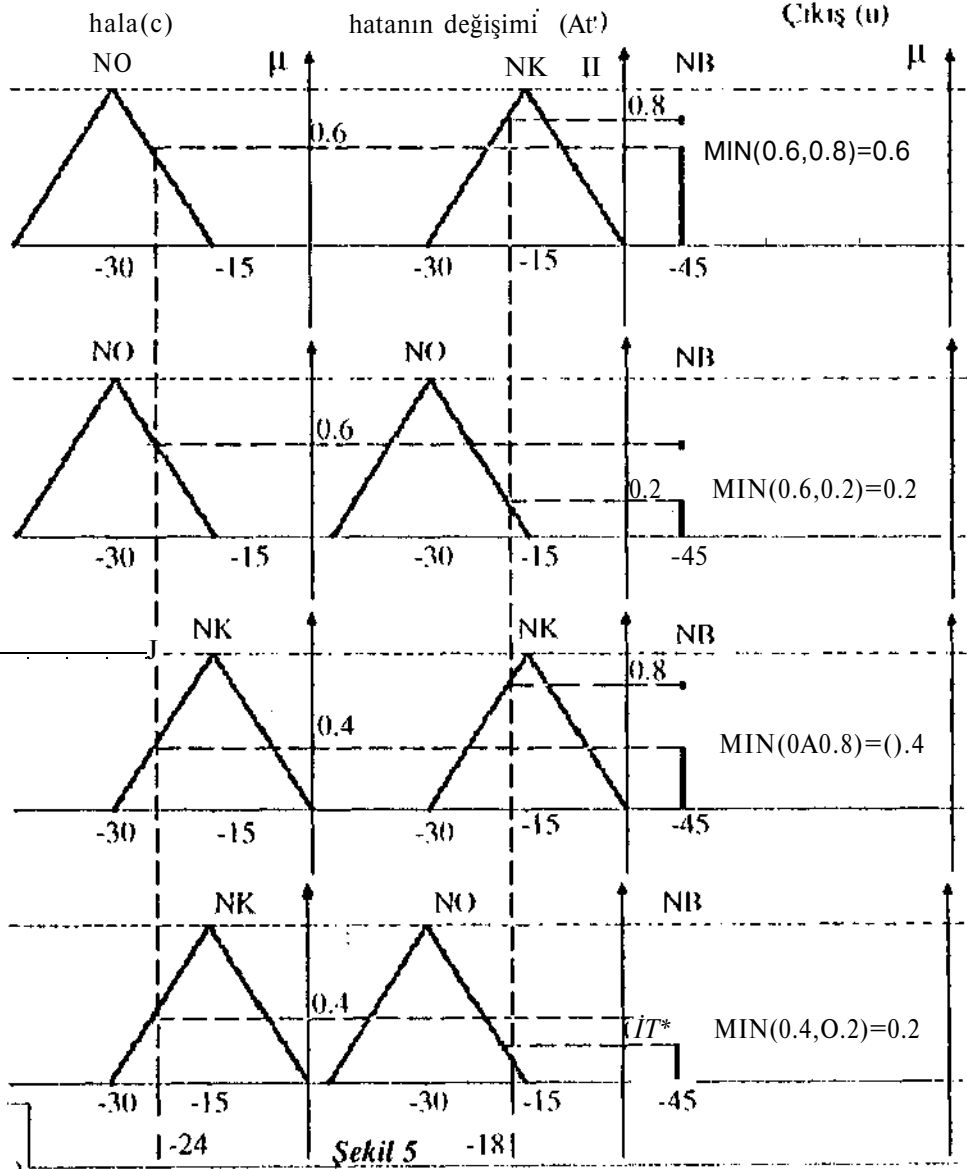 hala(c) hatanın değişimi (At') Çıkış (u)
NO µ NK II NB µ
0.6 0.8
MIN(0.6,0.8)=0.6
-30 -15 -30 -15 -45
NO NO NB
0.6
0.2 MIN(0.6,0.2)=0.2
-30 -15 -30 -15 -45
NK NK NB
J
0.8
0.4 MIN(0A0.8)=().4
-30 -15 -30 -15 -45
NK NO NB
0.4
(İT* MIN(0.4,O.2)=0.2
-30 -15 -30 -15 -45
-24 Şekil 5 -18